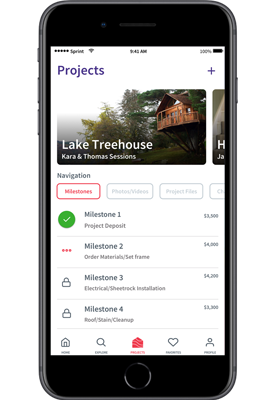 Sprint 9:41 AM 100%
Projects +
Lake Treehouse H
Kara & Thomas Sessions Ja
Navigation
Milestones Photos/Videos Project Files Ch
Milestone 1 $3,500
Project Deposit
Milestone 2 $4,000
Order Materials/Set frame
Milestone 3 $4,200
Electrical/Sheetrock Installation
Milestone 4 $3,300
Roof/Stain/Cleanup
HOME EXPLORE PROJECTS FAVORITES PROFILE